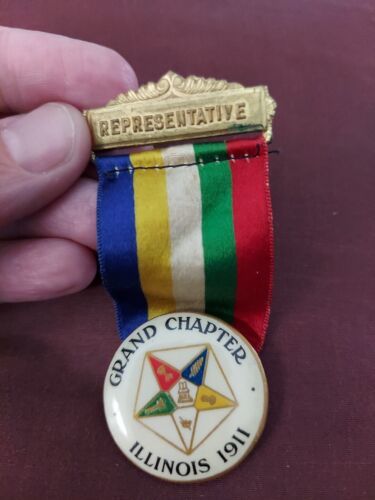 REPRESENTATIVE
GRAND CHAPTER
ILLINOIS 1911